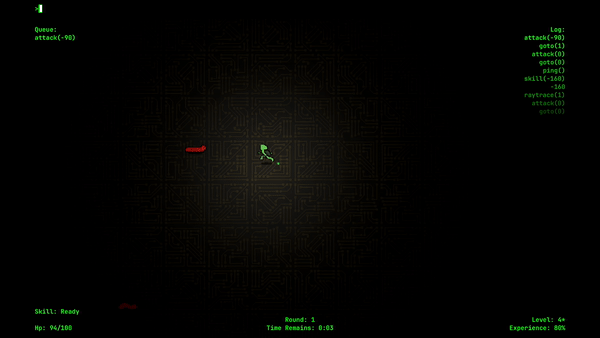 >
Queue:
attack(-90)
Log:
attack(-90)
goto(1)
attack(0)
goto(0)
ping()
skill(-160)
-160
raytrace(1)
attack(0)
goto(0)
Skill: Ready
Hp: 94/100
Round: 1
Time Remains: 0:03
Level: 4*
Experience: 80%